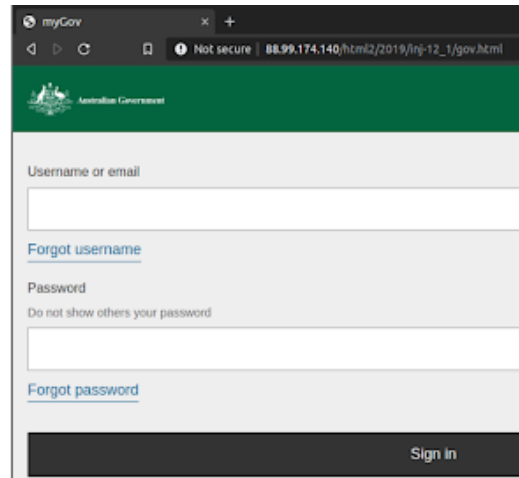 myGov
Not secure | 88.99.174.140/html2/2019/inj-12_1/gov.html
Australian Government
Username or email
Forgot username
Password
Do not show others your password
Forgot password
Sign in